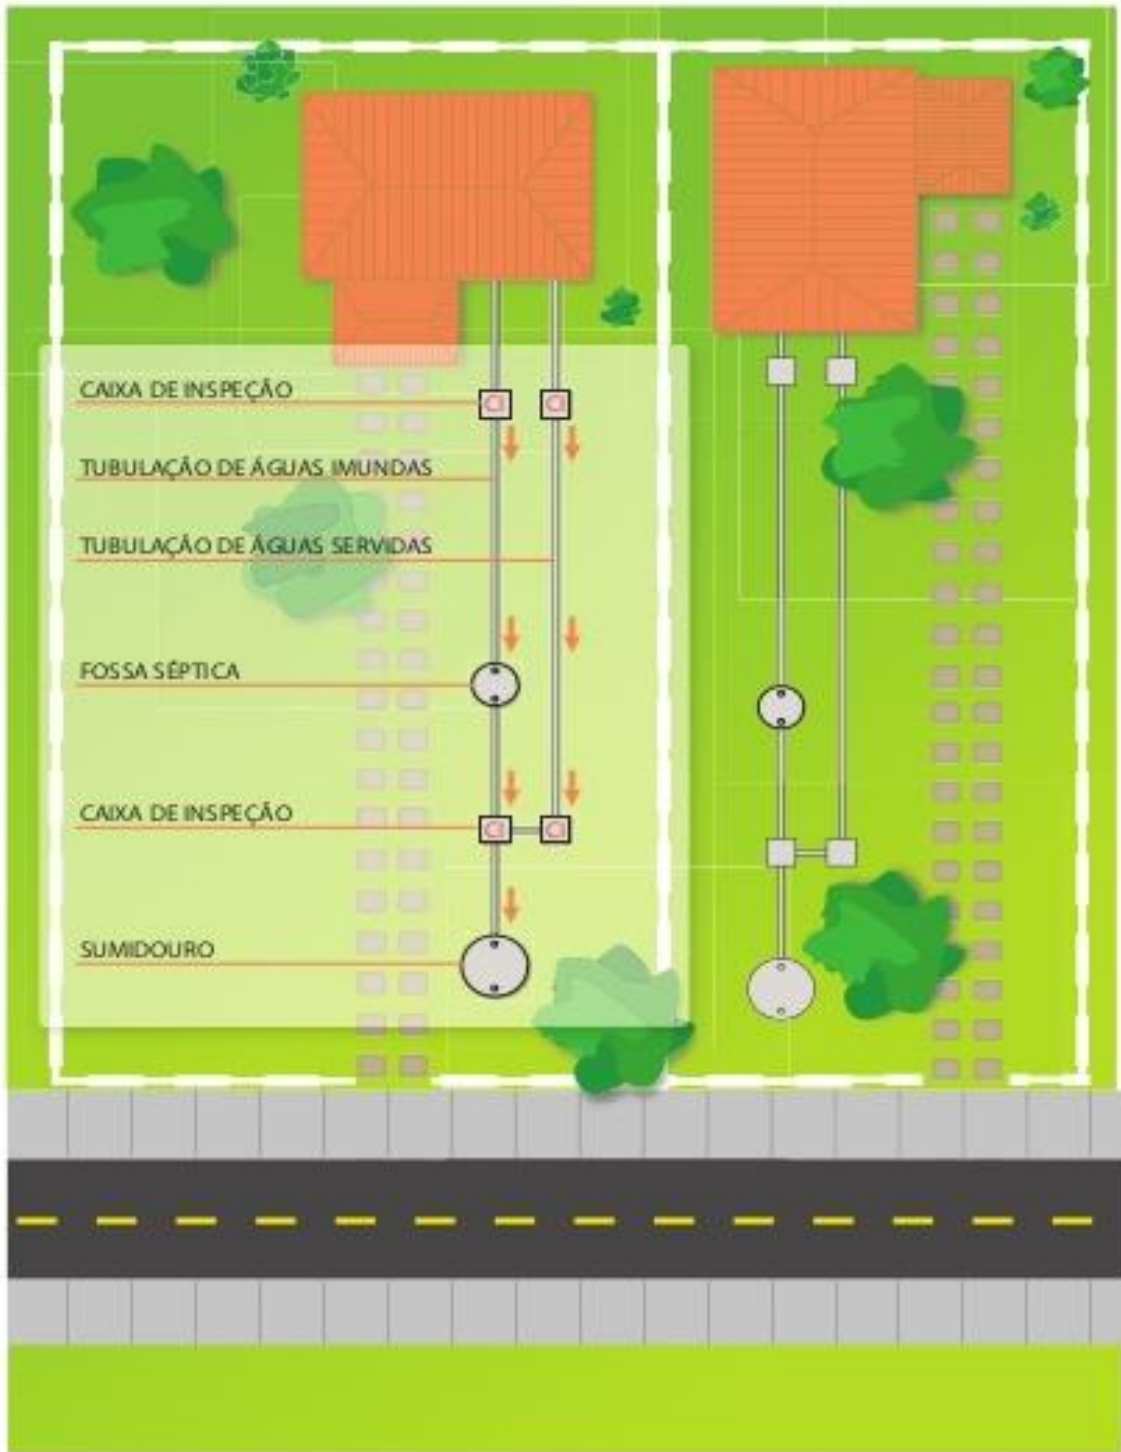 CAIXA DE INSPEÇÃO
TUBULAÇÃO DE ÁGUAS IMUNDAS
TUBULAÇÃO DE ÁGUAS SERVIDAS
FOSSA SÉPTICA
CAIXA DE INSPEÇÃO
SUMIDOURO